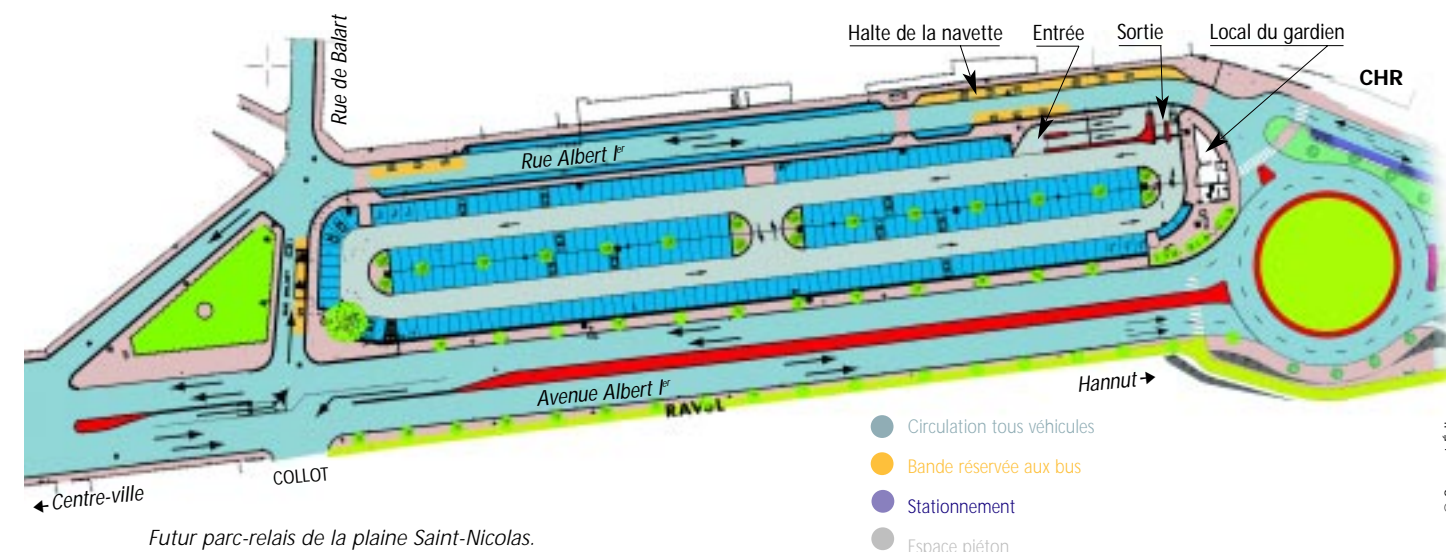 Rue de Balart
Halte de la navette
Entrée
Sortie
Local du gardien
CHR
Rue Albert Ier
Avenue Albert Ier
Hannut
RAVeL
COLLOT
Centre-ville
Circulation tous véhicules
Bande réservée aux bus
Stationnement
Espace piéton
Futur parc-relais de la plaine Saint-Nicolas.